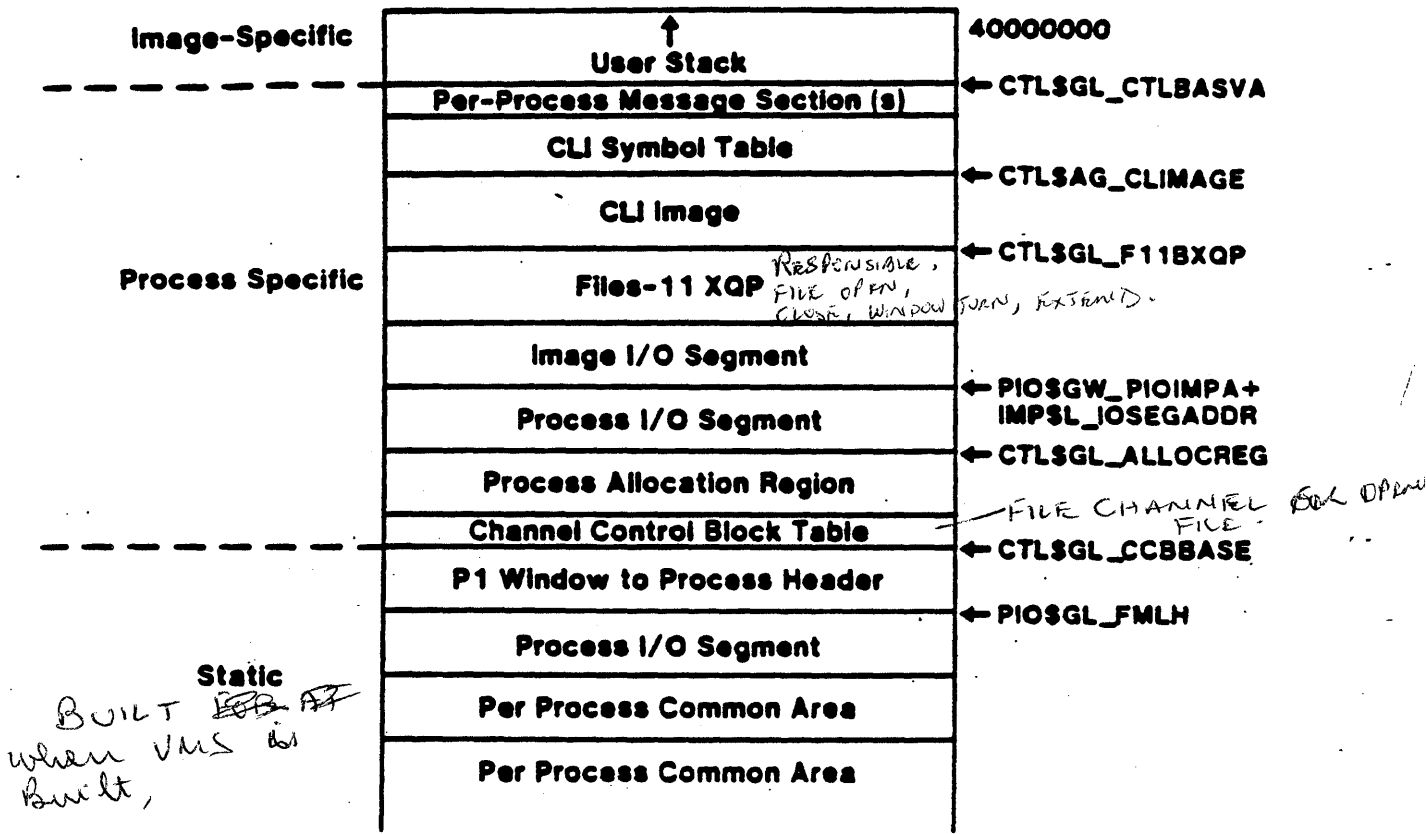 Image-Specific
40000000
User Stack
CTL$GL_CTLBASVA
Per-Process Message Section (s)
CLI Symbol Table
CTL$AG_CLIMAGE
CLI Image
CTL$GL_F11BXQP
Process Specific
Files-11 XQP
RESPONSIBLE,
FILE OPEN,
CLOSE, WINDOW TURN, EXTEND.
Image I/O Segment
PIO$GW_PIOIMPA+
IMP$L_IOSEGADDR
Process I/O Segment
CTL$GL_ALLOCREG
Process Allocation Region
FILE CHANNEL FOR OPEN
FILE.
Channel Control Block Table
CTL$GL_CCBBASE
P1 Window to Process Header
PIO$GL_FMLH
Process I/O Segment
Static
BUILT
when VMS is
Built,
Per Process Common Area
Per Process Common Area